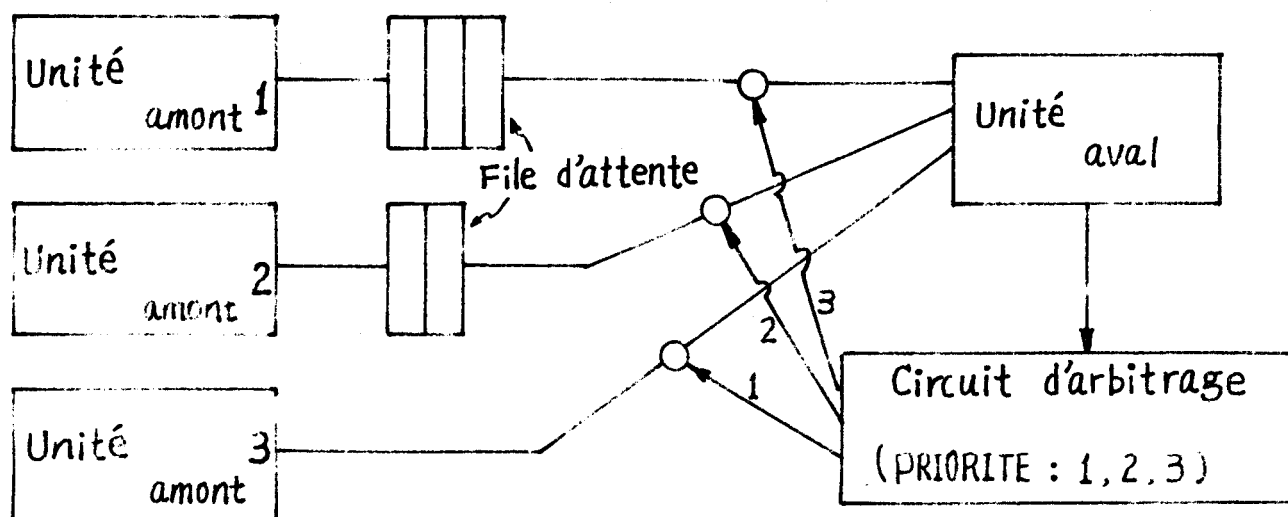 Unité
amont 1
File d'attente
Unité
aval
Unité
amont 2
3
2
1
Unité 3
amont
Circuit d'arbitrage
(PRIORITE : 1, 2, 3)